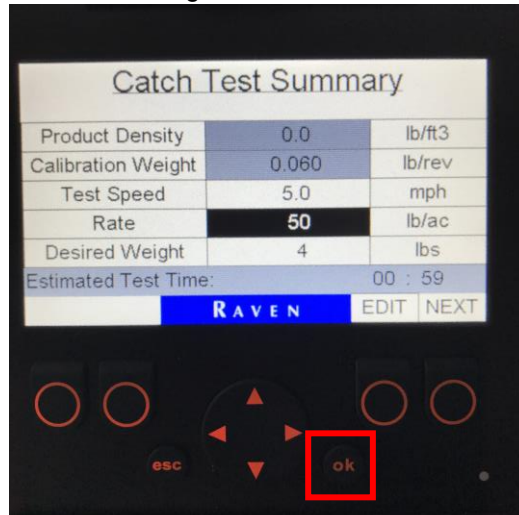 Catch Test Summary
Product Density 0.0 lb/ft3
Calibration Weight 0.060 lb/rev
Test Speed 5.0 mph
Rate 50 lb/ac
Desired Weight 4 lbs
Estimated Test Time: 00 : 59
RAVEN EDIT NEXT
esc ok